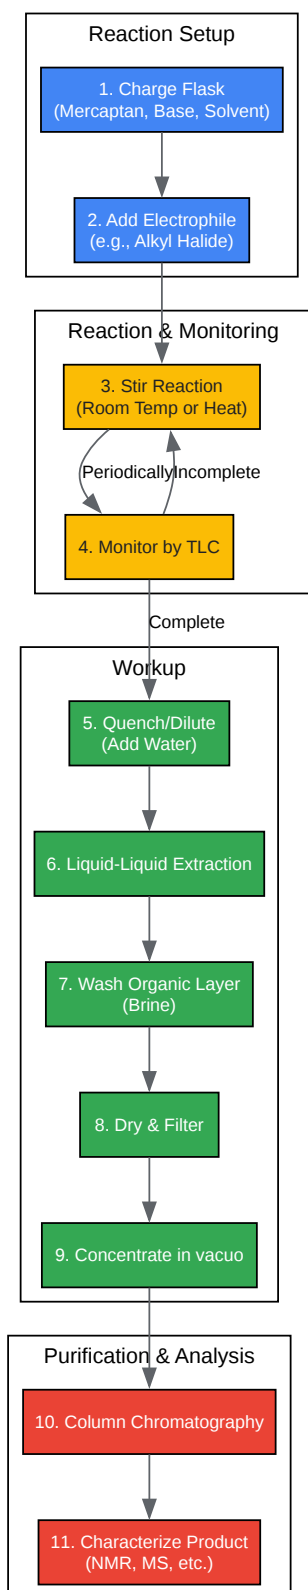 Reaction Setup
1. Charge Flask
(Mercaptan, Base, Solvent)
2. Add Electrophile
(e.g., Alkyl Halide)
Reaction & Monitoring
3. Stir Reaction
(Room Temp or Heat)
Periodically
Incomplete
4. Monitor by TLC
Complete
Workup
5. Quench/Dilute
(Add Water)
6. Liquid-Liquid Extraction
7. Wash Organic Layer
(Brine)
8. Dry & Filter
9. Concentrate in vacuo
Purification & Analysis
10. Column Chromatography
11. Characterize Product
(NMR, MS, etc.)